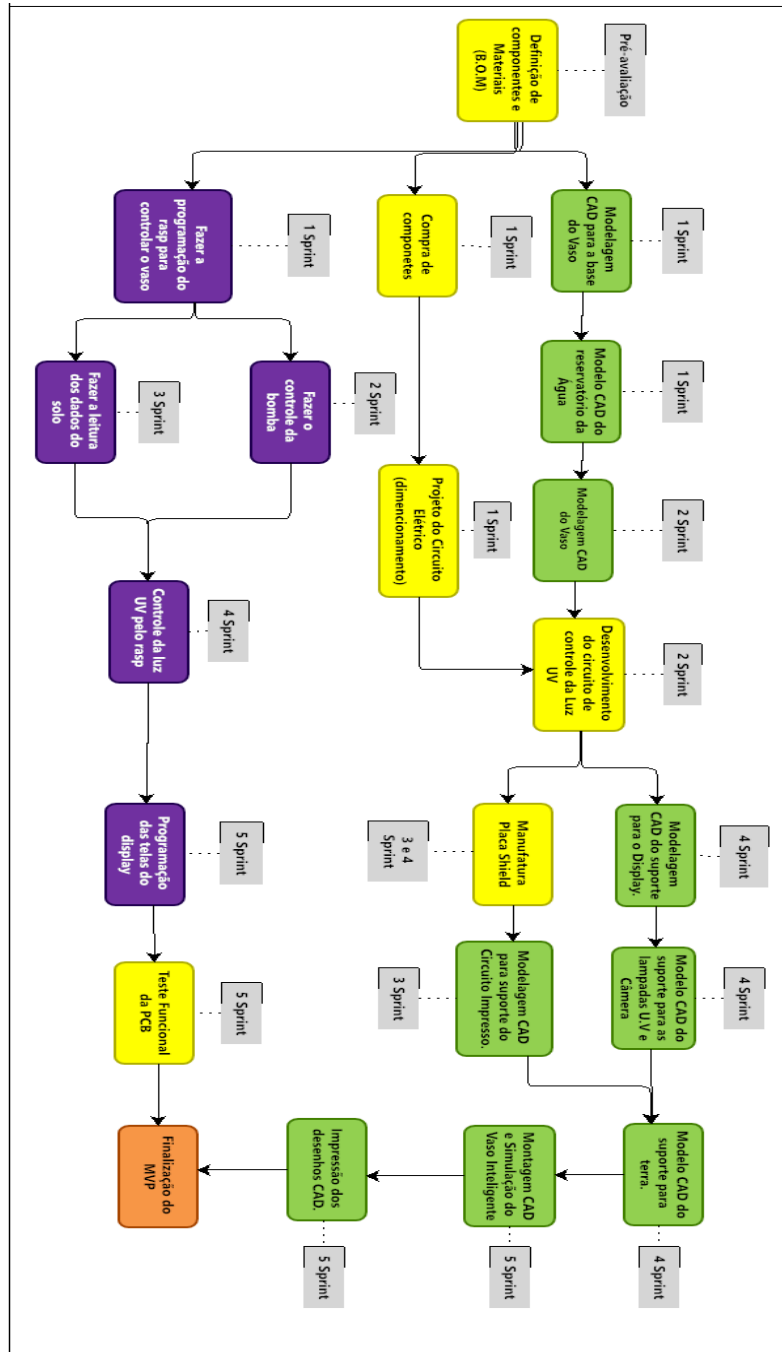 Pré-avaliação
Definição de
componentes e
Materiais
(B.O.M)
1 Sprint
Modelagem
CAD para a base
do Vaso
1 Sprint
Modelo CAD do
reservatório da
Água
2 Sprint
Modelagem CAD
do Vaso
1 Sprint
Compra de
componetes
1 Sprint
Projeto do Circuito
Elétrico
(dimencionamento)
2 Sprint
Desenvolvimento
do circuito de
controle da Luz
UV
4 Sprint
Modelagem
CAD do suporte
para o Display.
4 Sprint
Modelo CAD do
suporte para as
lampadas U.V e
Câmera
Manufatura
Placa Shield
3 e 4
Sprint
Modelagem CAD
para suporte do
Circuito Impresso.
3 Sprint
Modelo CAD do
suporte para
terra.
4 Sprint
Montagem CAD
e Simulação do
Vaso Inteligente
5 Sprint
Impressão dos
desenhos CAD.
5 Sprint
1 Sprint
Fazer a
programação do
rasp para
controlar o vaso
2 Sprint
Fazer o
controle da
bomba
3 Sprint
Fazer a leitura
dos dados do
solo
4 Sprint
Controle da luz
UV pelo rasp
5 Sprint
Programação
das telas do
display
5 Sprint
Teste Funcional
da PCB
Finalização do
MVP